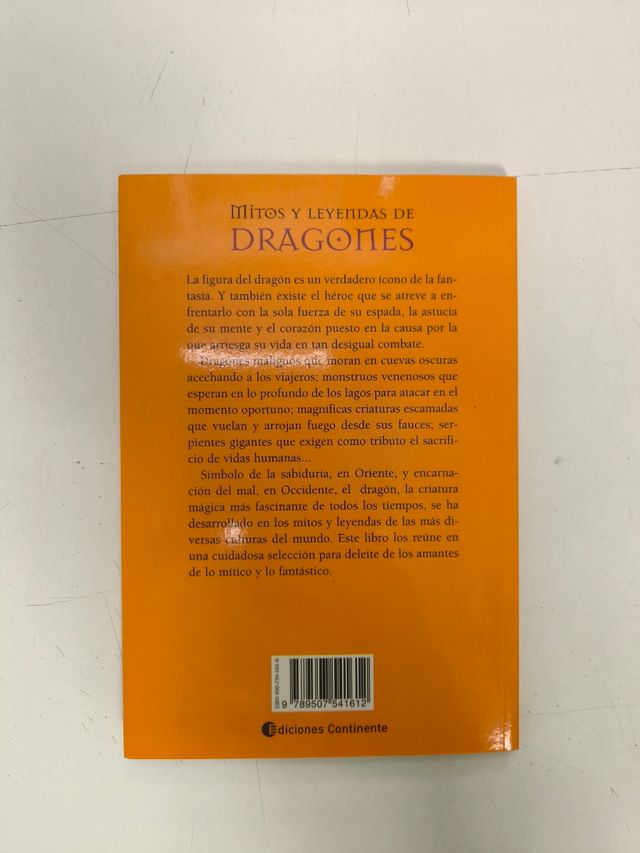 MITOS Y LEYENDAS DE
DRAGONES
La figura del dragón es un verdadero ícono de la fan-
tasía. Y también existe el héroe que se atreve a en-
frentarlo con la sola fuerza de su espada, la astucia
de su mente y el corazón puesto en la causa por la
que arriesga su vida en tan desigual combate.
Dragones malignos que moran en cuevas oscuras
acechando a los viajeros; monstruos venenosos que
esperan en lo profundo de los lagos para atacar en el
momento oportuno; magníficas criaturas escamadas
que vuelan y arrojan fuego desde sus fauces; ser-
pientes gigantes que exigen como tributo el sacrifi-
cio de vidas humanas...
Símbolo de la sabiduría, en Oriente, y encarna-
ción del mal, en Occidente, el dragón, la criatura
mágica más fascinante de todos los tiempos, se ha
desarrollado en los mitos y leyendas de las más di-
versas culturas del mundo. Este libro los reúne en
una cuidadosa selección para deleite de los amantes
de lo mítico y lo fantástico.
ISBN 950-754-161-6
9 789507 541612
Ediciones Continente